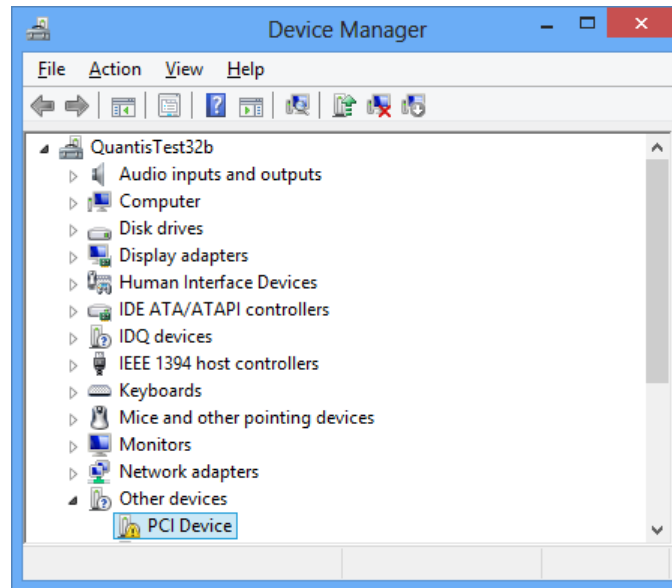 Device Manager
File Action View Help
QuantisTest32b
Audio inputs and outputs
Computer
Disk drives
Display adapters
Human Interface Devices
IDE ATA/ATAPI controllers
IDQ devices
IEEE 1394 host controllers
Keyboards
Mice and other pointing devices
Monitors
Network adapters
Other devices
PCI Device